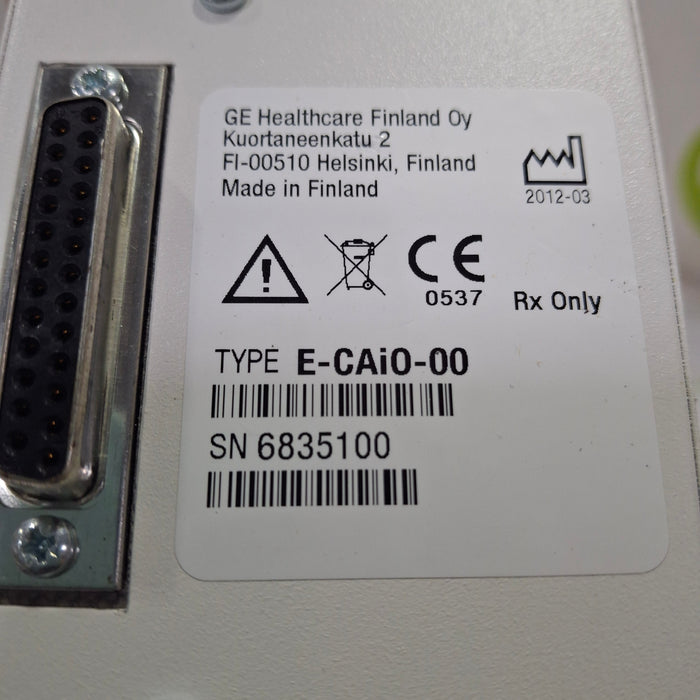 GE Healthcare Finland Oy
Kuortaneenkatu 2
FI-00510 Helsinki, Finland
Made in Finland
2012-03
CE
0537
Rx Only
TYPE E-CAiO-00
SN 6835100